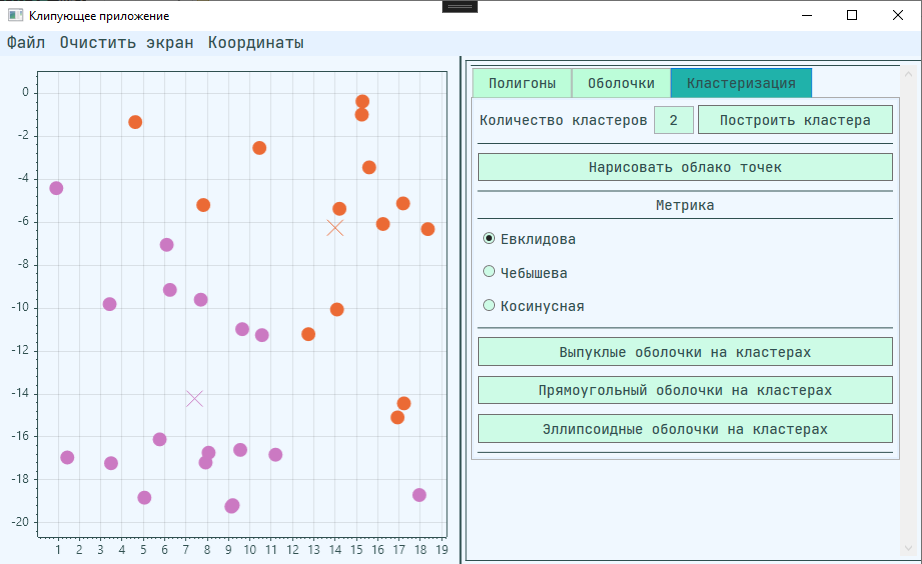 Клипующее приложение
Файл Очистить экран Координаты
Полигоны Оболочки Кластеризация
Количество кластеров 2 Построить кластера
Нарисовать облако точек
Метрика
Евклидова
Чебышева
Косинусная
Выпуклые оболочки на кластерах
Прямоугольный оболочки на кластерах
Эллипсоидные оболочки на кластерах
0
-2
-4
-6
-8
-10
-12
-14
-16
-18
-20
1 2 3 4 5 6 7 8 9 10 11 12 13 14 15 16 17 18 19